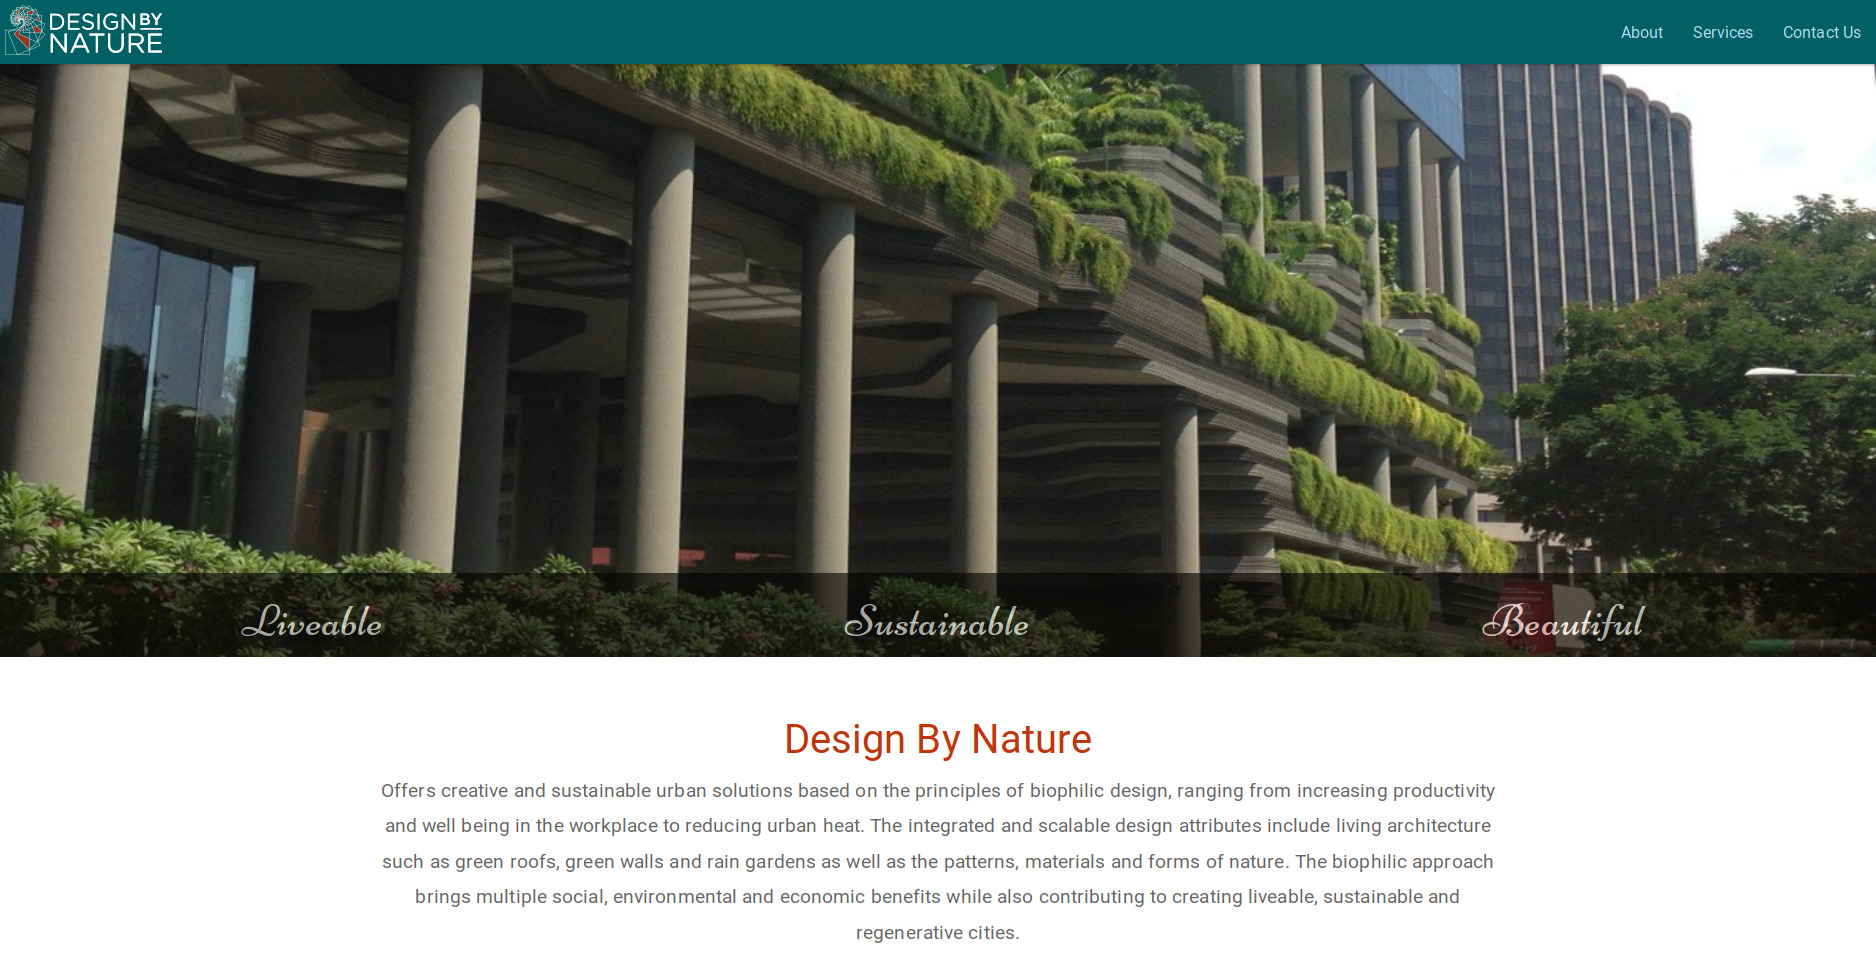 DESIGN BY
NATURE
About Services Contact Us
Liveable Sustainable Beautiful
Design By Nature
Offers creative and sustainable urban solutions based on the principles of biophilic design, ranging from increasing productivity
and well being in the workplace to reducing urban heat. The integrated and scalable design attributes include living architecture
such as green roofs, green walls and rain gardens as well as the patterns, materials and forms of nature. The biophilic approach
brings multiple social, environmental and economic benefits while also contributing to creating liveable, sustainable and
regenerative cities.